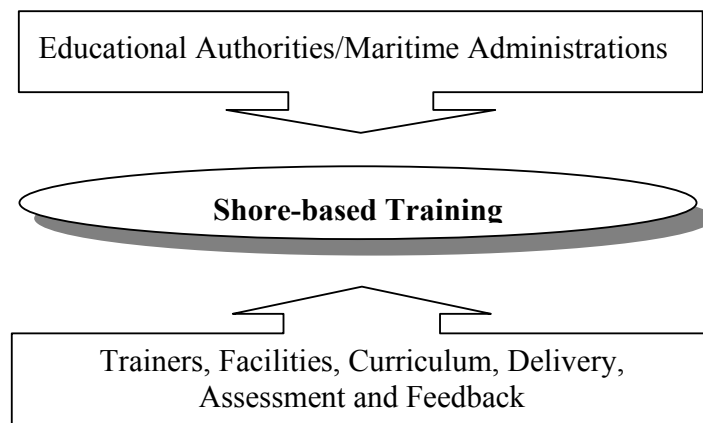 Educational Authorities/Maritime Administrations
Shore-based Training
Trainers, Facilities, Curriculum, Delivery,
Assessment and Feedback